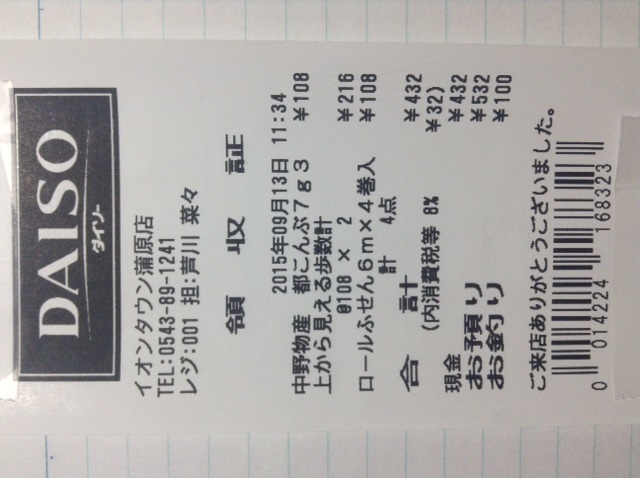 DAISO
ダイソー
イオンタウン蒲原店
TEL:0543-89-1241
レジ:001 担:芦川 菜々
領 収 証
2015年09月13日 11:34
中野物産 都こんぶ7g3 ¥108
上から見える歩数計
@108 × 2 ¥216
ロールふせん6m×4巻入 ¥108
計 4点
合 計 ¥432
(内消費税等 8% ¥32)
現金 ¥432
お預り ¥532
お釣り ¥100
ご来店ありがとうございました。
0 014224 168323